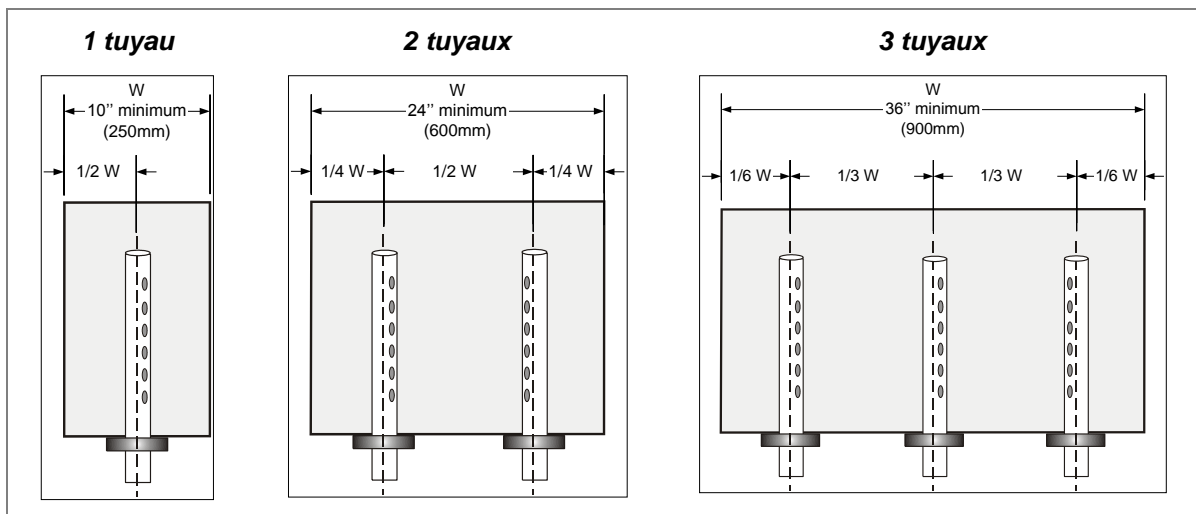 1 tuyau
W
10’’ minimum
(250mm)
1/2 W
2 tuyaux
W
24’’ minimum
(600mm)
1/4 W
1/2 W
1/4 W
3 tuyaux
W
36’’ minimum
(900mm)
1/6 W
1/3 W
1/3 W
1/6 W